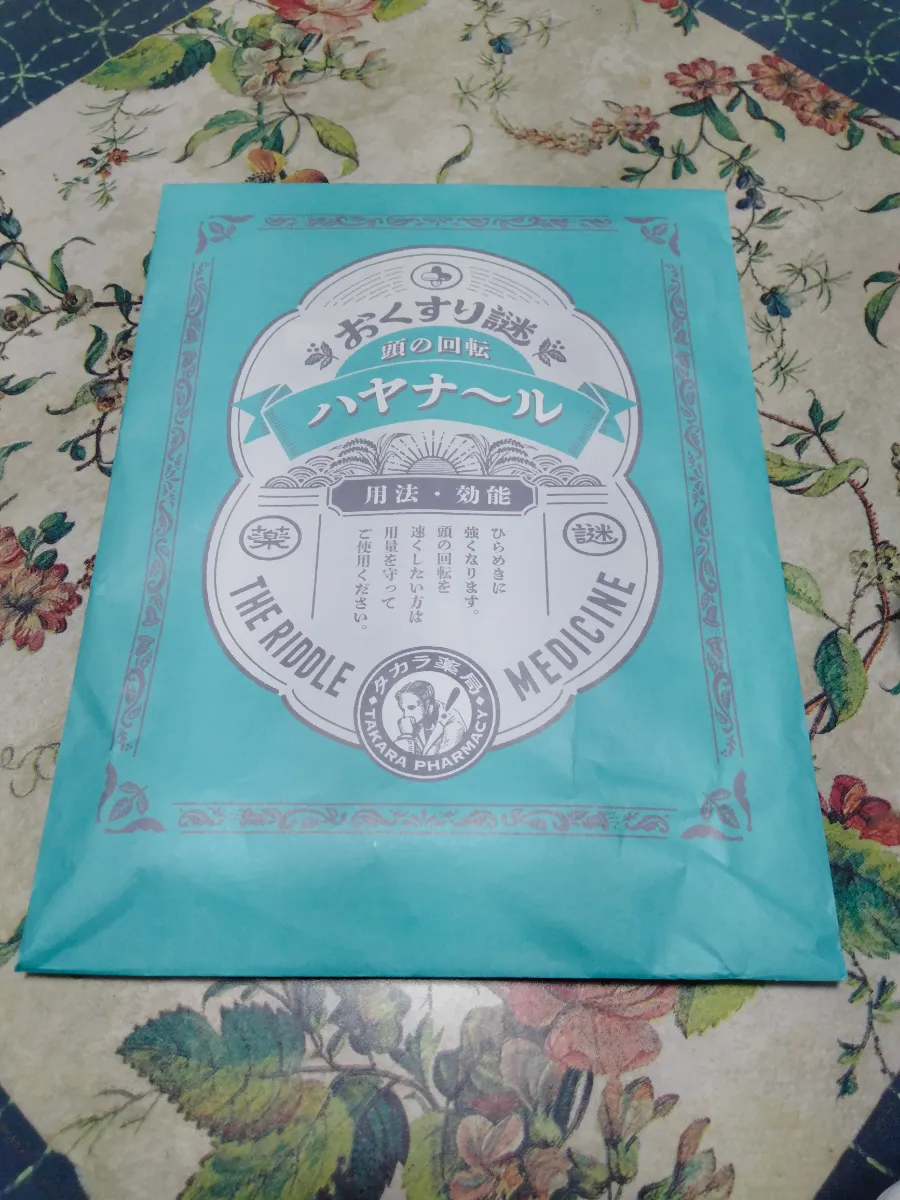 おくすり謎
頭の回転
ハヤナ〜ル
用法・効能
薬
謎
ひらめきに
強くなります。
頭の回転を
速くしたい方は
用量を守って
ご使用ください。
THE RIDDLE
MEDICINE
タカラ薬局
TAKARA PHARMACY